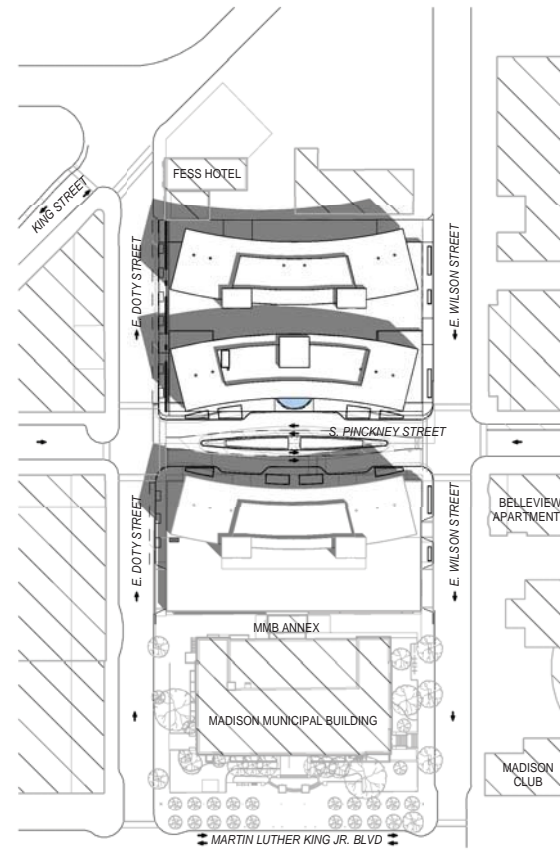 FESS HOTEL
KING STREET
E. DOTY STREET
E. WILSON STREET
S. PINCKNEY STREET
BELLEVIEW
APARTMENT
E. DOTY STREET
E. WILSON STREET
MMB ANNEX
MADISON MUNICIPAL BUILDING
MADISON
CLUB
MARTIN LUTHER KING JR. BLVD